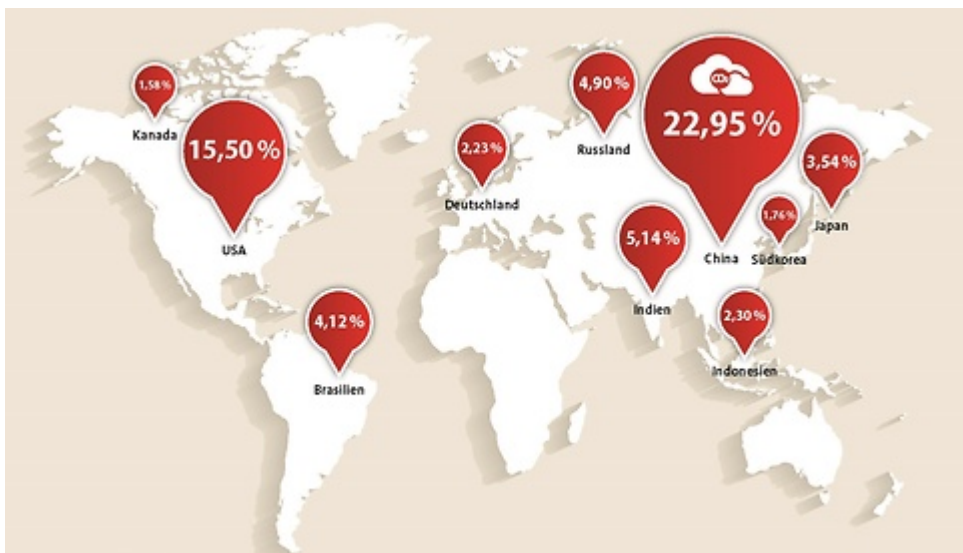 1,58 %
Kanada
15,50 %
USA
4,12 %
Brasilien
2,23 %
Deutschland
4,90 %
Russland
CO₂
22,95 %
China
5,14 %
Indien
1,76 %
Südkorea
3,54 %
Japan
2,30 %
Indonesien